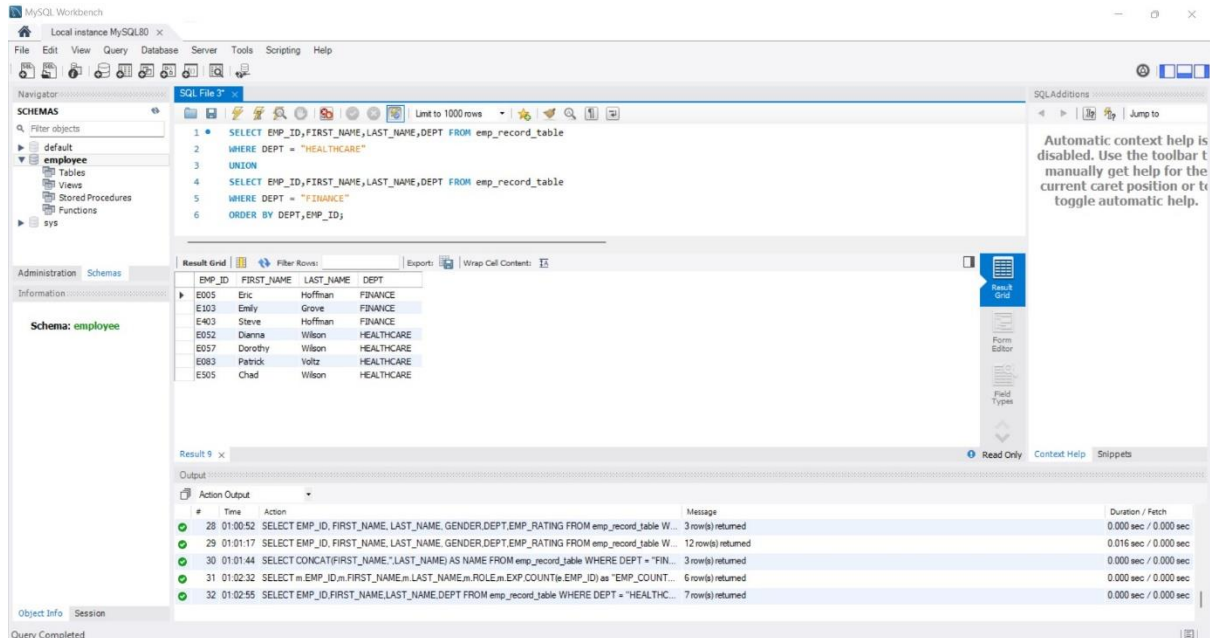 MySQL Workbench
Local instance MySQL80 ×
File Edit View Query Database Server Tools Scripting Help
Navigator
SCHEMAS
Filter objects
default
employee
Tables
Views
Stored Procedures
Functions
sys
Administration Schemas
Information
Schema: employee
Object Info Session
Query Completed
SQL File 3* ×
Limit to 1000 rows
1 SELECT EMP_ID,FIRST_NAME,LAST_NAME,DEPT FROM emp_record_table
2 WHERE DEPT = "HEALTHCARE"
3 UNION
4 SELECT EMP_ID,FIRST_NAME,LAST_NAME,DEPT FROM emp_record_table
5 WHERE DEPT = "FINANCE"
6 ORDER BY DEPT,EMP_ID;
Result Grid Filter Rows: Export: Wrap Cell Content:
EMP_ID FIRST_NAME LAST_NAME DEPT
E005 Eric Hoffman FINANCE
E103 Emily Grove FINANCE
E403 Steve Hoffman FINANCE
E052 Dianna Wilson HEALTHCARE
E057 Dorothy Wilson HEALTHCARE
E083 Patrick Voltz HEALTHCARE
E505 Chad Wilson HEALTHCARE
Result Grid
Form Editor
Field Types
Result 9 × Read Only
SQLAdditions
Jump to
Automatic context help is
disabled. Use the toolbar t
manually get help for the
current caret position or to
toggle automatic help.
Context Help Snippets
Output
Action Output
# Time Action Message Duration / Fetch
28 01:00:52 SELECT EMP_ID, FIRST_NAME, LAST_NAME, GENDER,DEPT,EMP_RATING FROM emp_record_table W... 3 row(s) returned 0.000 sec / 0.000 sec
29 01:01:17 SELECT EMP_ID, FIRST_NAME, LAST_NAME, GENDER,DEPT,EMP_RATING FROM emp_record_table W... 12 row(s) returned 0.016 sec / 0.000 sec
30 01:01:44 SELECT CONCAT(FIRST_NAME,'',LAST_NAME) AS NAME FROM emp_record_table WHERE DEPT = "FIN... 3 row(s) returned 0.000 sec / 0.000 sec
31 01:02:32 SELECT m.EMP_ID,m.FIRST_NAME,m.LAST_NAME,m.ROLE,m.EXP,COUNT(e.EMP_ID) as "EMP_COUNT... 6 row(s) returned 0.000 sec / 0.000 sec
32 01:02:55 SELECT EMP_ID,FIRST_NAME,LAST_NAME,DEPT FROM emp_record_table WHERE DEPT = "HEALTHC... 7 row(s) returned 0.000 sec / 0.000 sec